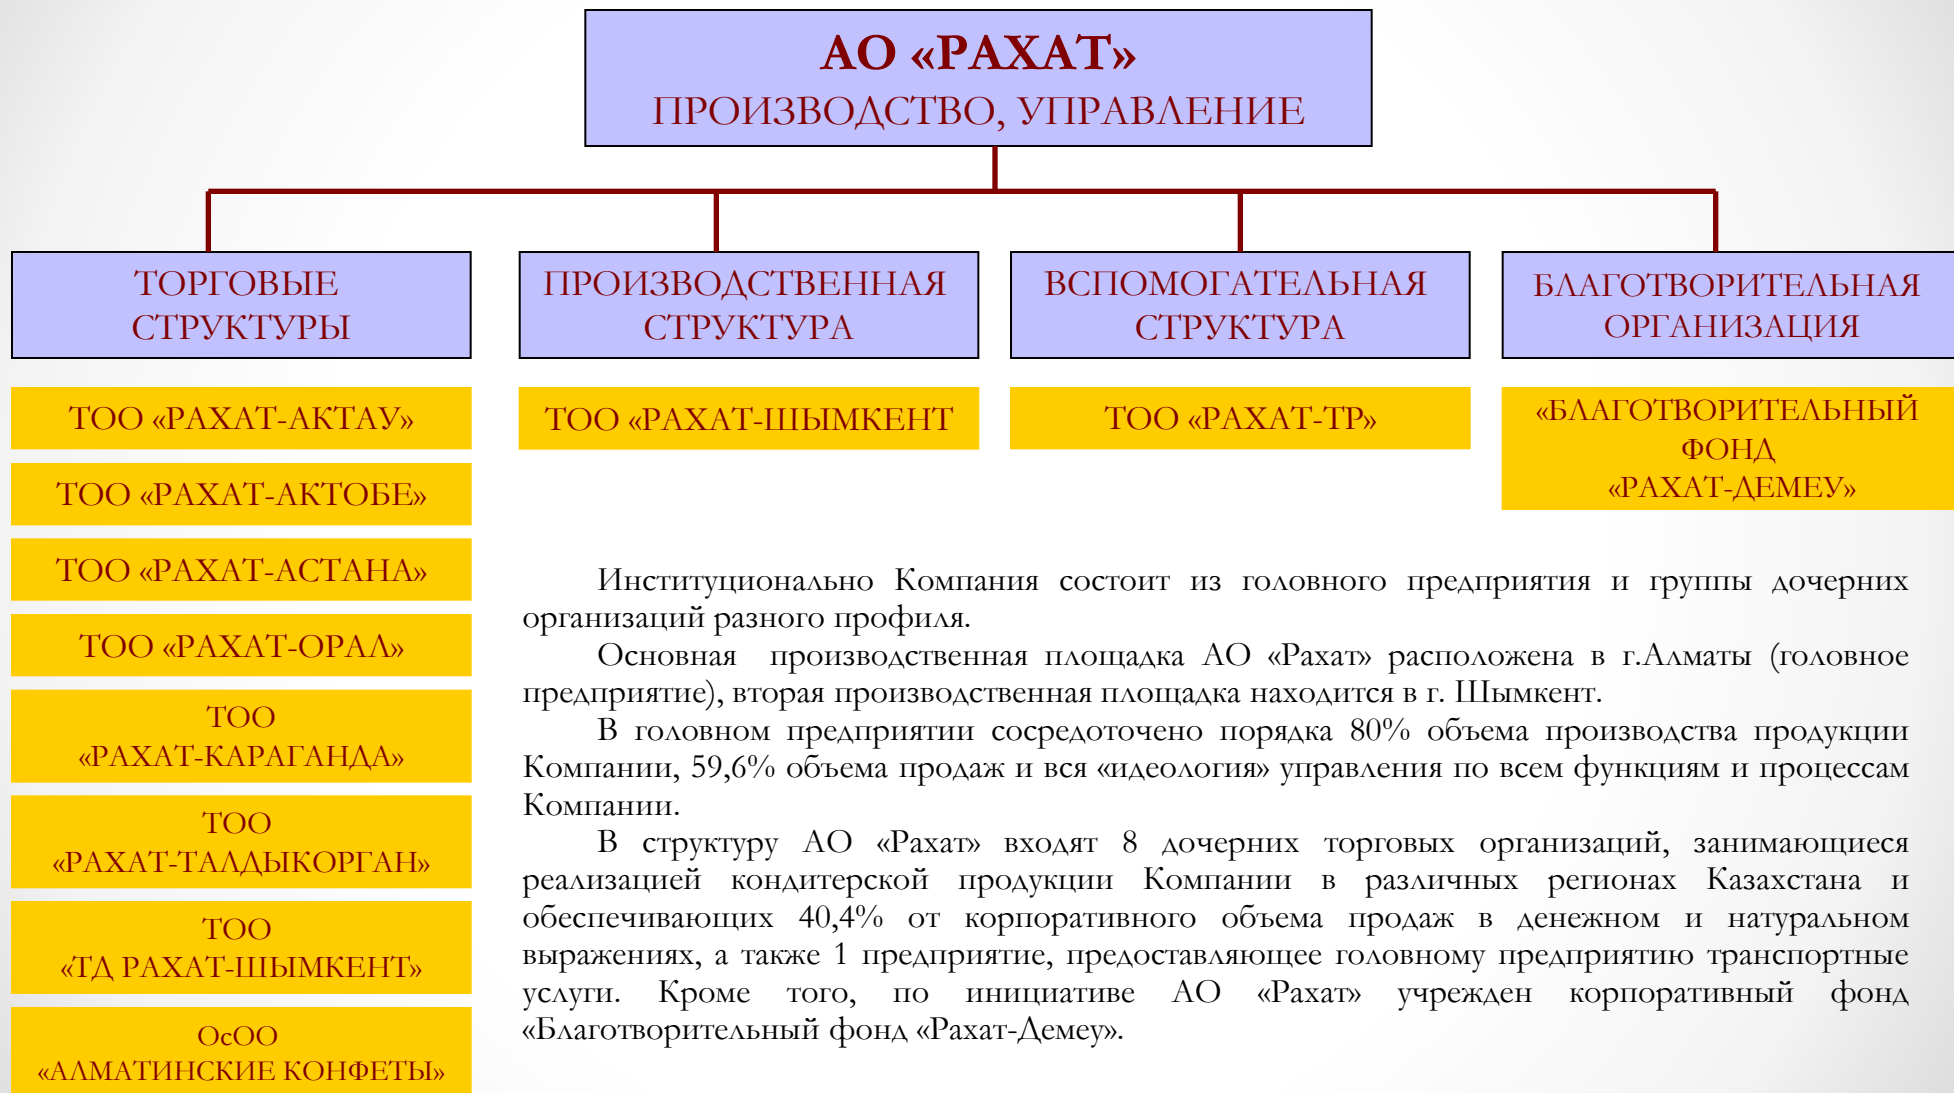 АО «РАХАТ»
ПРОИЗВОДСТВО, УПРАВЛЕНИЕ
ТОРГОВЫЕ
СТРУКТУРЫ
ПРОИЗВОДСТВЕННАЯ
СТРУКТУРА
ВСПОМОГАТЕЛЬНАЯ
СТРУКТУРА
БЛАГОТВОРИТЕЛЬНАЯ
ОРГАНИЗАЦИЯ
ТОО «РАХАТ-АКТАУ»
ТОО «РАХАТ-АКТОБЕ»
ТОО «РАХАТ-АСТАНА»
ТОО «РАХАТ-ОРАЛ»
ТОО
«РАХАТ-КАРАГАНДА»
ТОО
«РАХАТ-ТАЛДЫКОРГАН»
ТОО
«ТД РАХАТ-ШЫМКЕНТ»
ОсОО
«АЛМАТИНСКИЕ КОНФЕТЫ»
ТОО «РАХАТ-ШЫМКЕНТ
ТОО «РАХАТ-ТР»
«БЛАГОТВОРИТЕЛЬНЫЙ
ФОНД
«РАХАТ-ДЕМЕУ»
Институционально Компания состоит из головного предприятия и группы дочерних
организаций разного профиля.
Основная производственная площадка АО «Рахат» расположена в г.Алматы (головное
предприятие), вторая производственная площадка находится в г. Шымкент.
В головном предприятии сосредоточено порядка 80% объема производства продукции
Компании, 59,6% объема продаж и вся «идеология» управления по всем функциям и процессам
Компании.
В структуру АО «Рахат» входят 8 дочерних торговых организаций, занимающиеся
реализацией кондитерской продукции Компании в различных регионах Казахстана и
обеспечивающих 40,4% от корпоративного объема продаж в денежном и натуральном
выражениях, а также 1 предприятие, предоставляющее головному предприятию транспортные
услуги. Кроме того, по инициативе АО «Рахат» учрежден корпоративный фонд
«Благотворительный фонд «Рахат-Демеу».